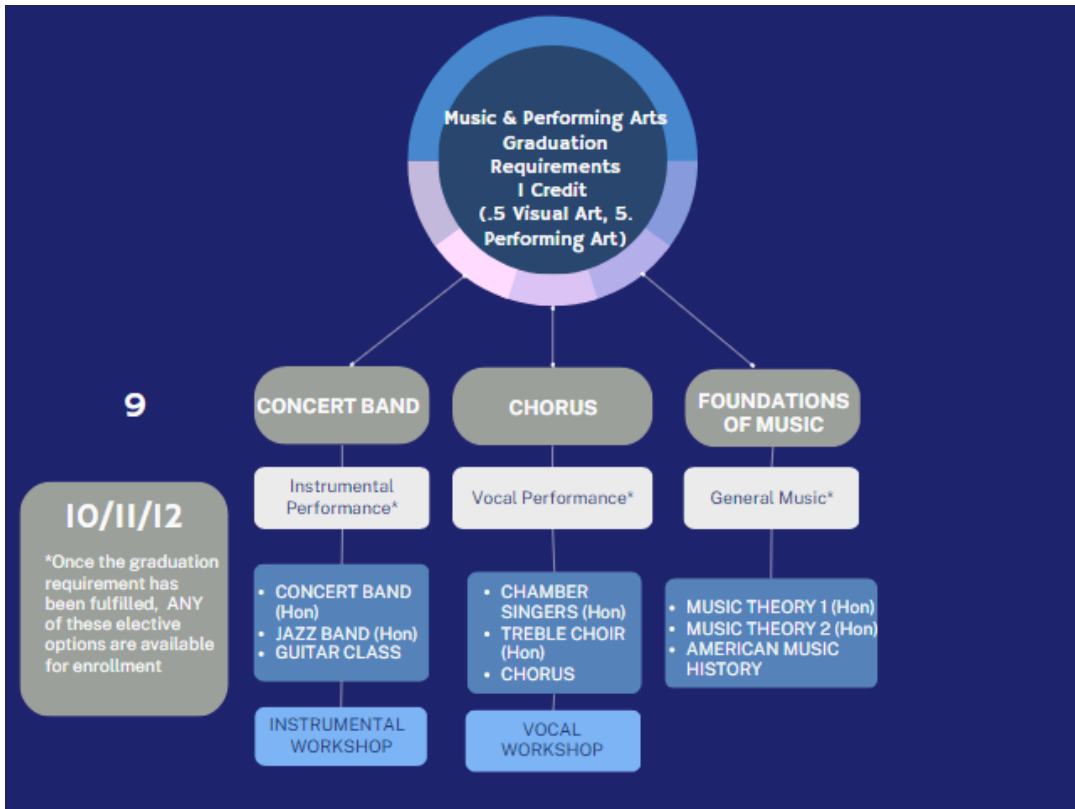 Music & Performing Arts
Graduation
Requirements
1 Credit
(.5 Visual Art, 5.
Performing Art)
9
CONCERT BAND
CHORUS
FOUNDATIONS
OF MUSIC
Instrumental
Performance*
Vocal Performance*
General Music*
10/11/12
*Once the graduation
requirement has
been fulfilled, ANY
of these elective
options are available
for enrollment
• CONCERT BAND
(Hon)
• JAZZ BAND (Hon)
• GUITAR CLASS
• CHAMBER
SINGERS (Hon)
• TREBLE CHOIR
(Hon)
• CHORUS
• MUSIC THEORY 1 (Hon)
• MUSIC THEORY 2 (Hon)
• AMERICAN MUSIC
HISTORY
INSTRUMENTAL
WORKSHOP
VOCAL
WORKSHOP